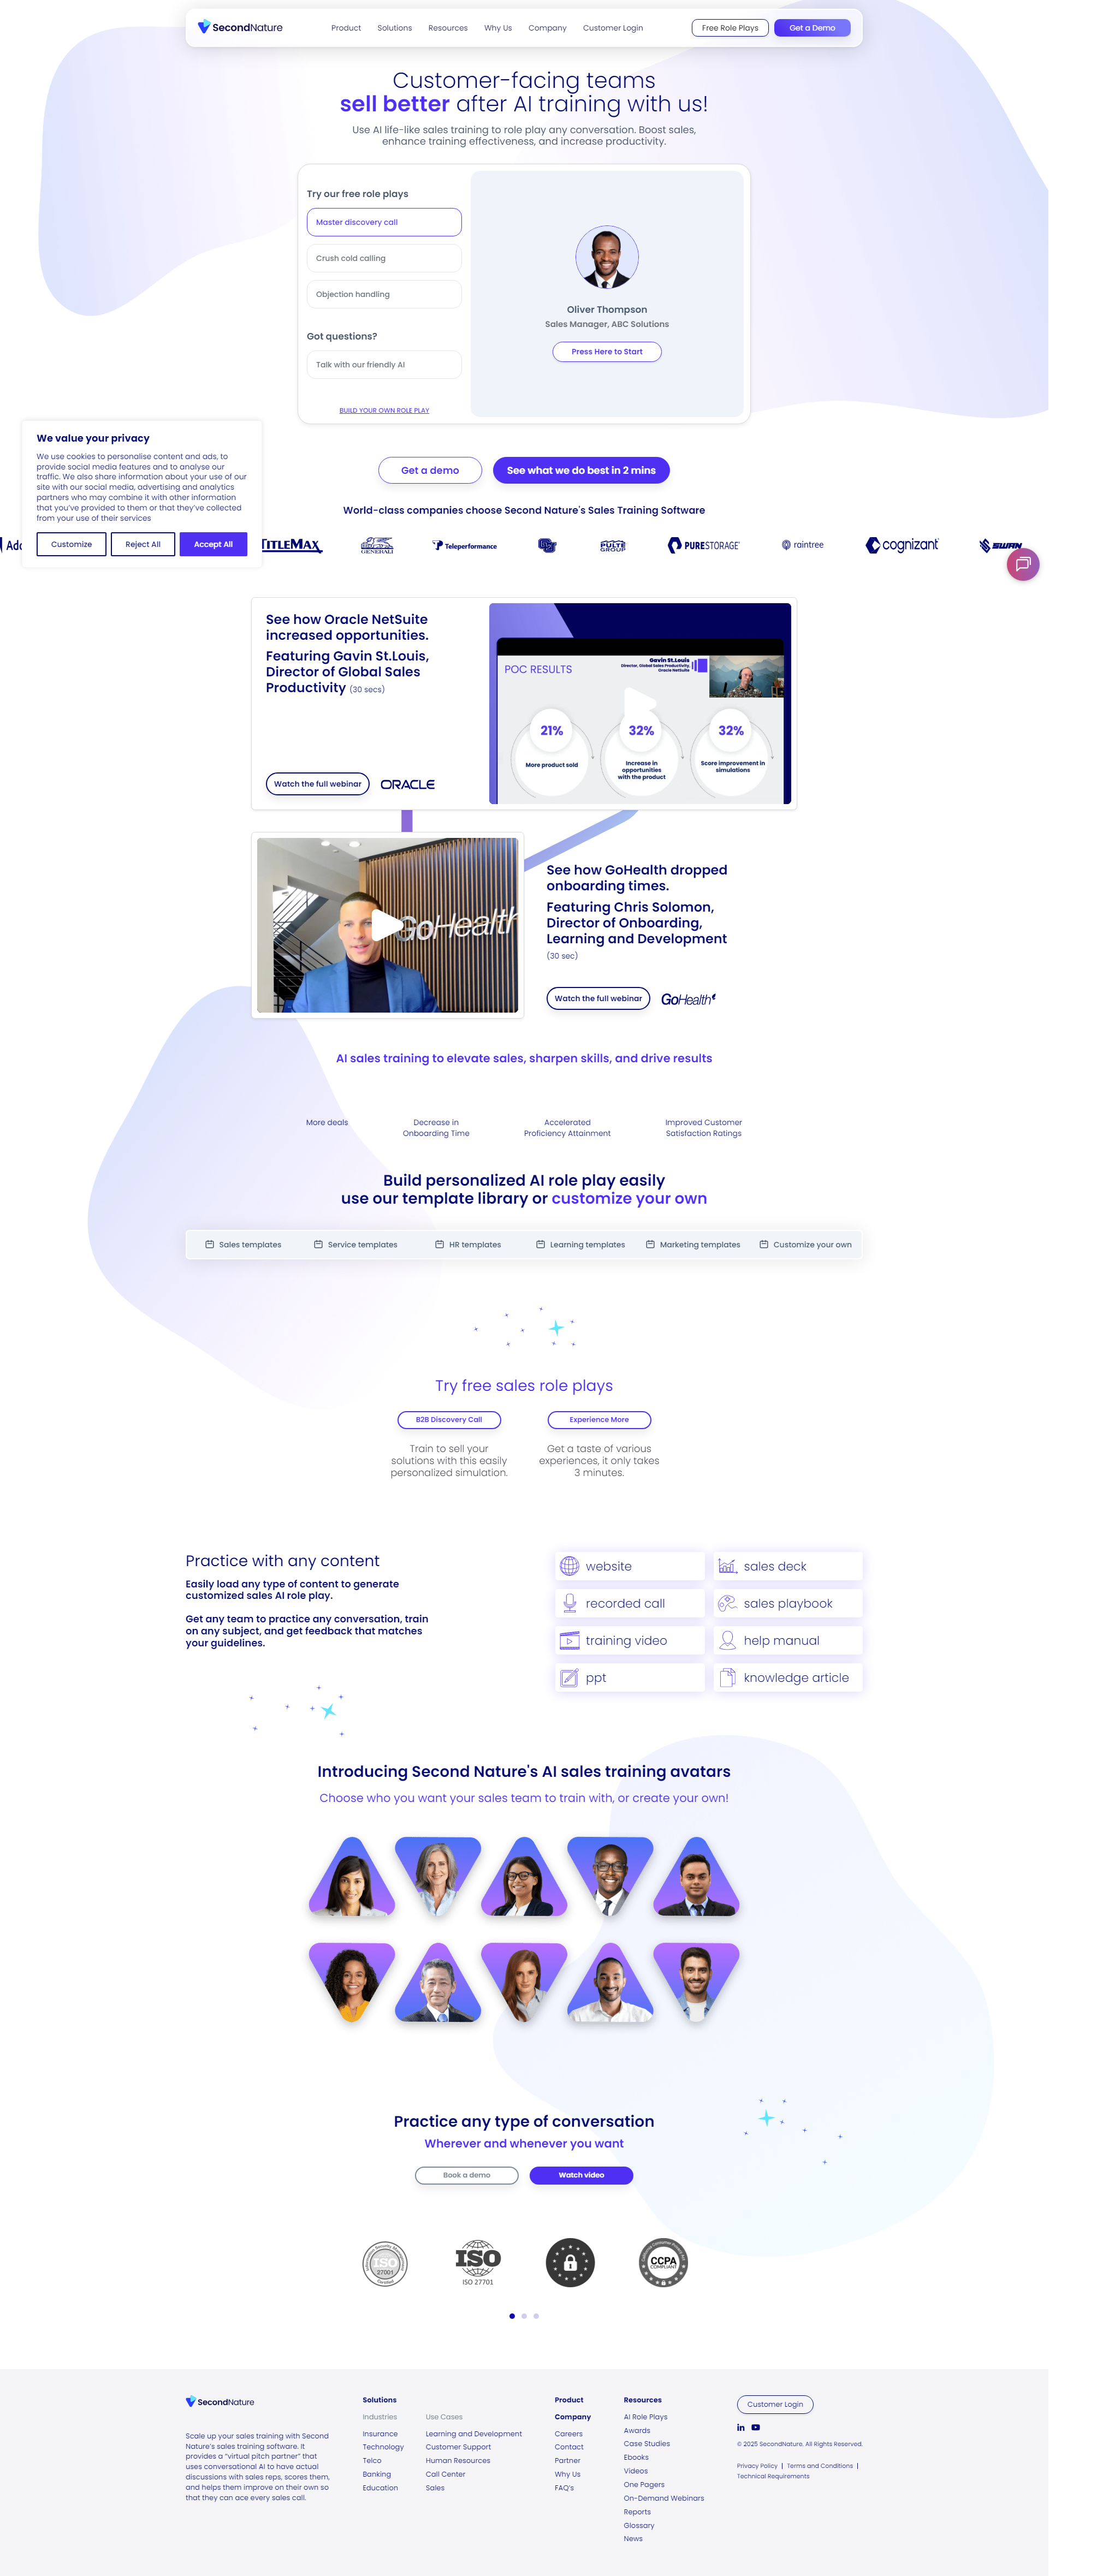 SecondNature
Product
Solutions
Resources
Why Us
Company
Customer Login
Free Role Plays
Get a Demo
Customer-facing teams
sell better after AI training with us!
Use AI life-like sales training to role play any conversation. Boost sales,
enhance training effectiveness, and increase productivity.
Try our free role plays
Master discovery call
Crush cold calling
Objection handling
Got questions?
Talk with our friendly AI
BUILD YOUR OWN ROLE PLAY
Oliver Thompson
Sales Manager, ABC Solutions
Press Here to Start
We value your privacy
We use cookies to personalise content and ads, to
provide social media features and to analyse our
traffic. We also share information about your use of our
site with our social media, advertising and analytics
partners who may combine it with other information
that you've provided to them or that they've collected
from your use of their services
Customize
Reject All
Accept All
Get a demo
See what we do best in 2 mins
World-class companies choose Second Nature's Sales Training Software
TITLEMAX
GENERALI
Teleperformance
PULTE
GROUP
PURESTORAGE
raintree
cognizant
SWAN
See how Oracle NetSuite
increased opportunities.
Featuring Gavin St.Louis,
Director of Global Sales
Productivity (30 secs)
Watch the full webinar
ORACLE
POC RESULTS
Gavin St.Louis
Director, Global Sales Productivity,
Oracle NetSuite
21%
More product sold
32%
Increase in
opportunities
with the product
32%
Score improvement in
simulations
GoHealth
See how GoHealth dropped
onboarding times.
Featuring Chris Solomon,
Director of Onboarding,
Learning and Development
(30 sec)
Watch the full webinar
GoHealth
AI sales training to elevate sales, sharpen skills, and drive results
More deals
Decrease in
Onboarding Time
Accelerated
Proficiency Attainment
Improved Customer
Satisfaction Ratings
Build personalized AI role play easily
use our template library or customize your own
Sales templates
Service templates
HR templates
Learning templates
Marketing templates
Customize your own
Try free sales role plays
B2B Discovery Call
Train to sell your
solutions with this easily
personalized simulation.
Experience More
Get a taste of various
experiences, it only takes
3 minutes.
Practice with any content
Easily load any type of content to generate
customized sales AI role play.
Get any team to practice any conversation, train
on any subject, and get feedback that matches
your guidelines.
website
sales deck
recorded call
sales playbook
training video
help manual
ppt
knowledge article
Introducing Second Nature's AI sales training avatars
Choose who you want your sales team to train with, or create your own!
Practice any type of conversation
Wherever and whenever you want
Book a demo
Watch video
ISO
27001
ISO
ISO 27701
CCPA
COMPLIANT
SecondNature
Scale up your sales training with Second
Nature's sales training software. It
provides a "virtual pitch partner" that
uses conversational AI to have actual
discussions with sales reps, scores them,
and helps them improve on their own so
that they can ace every sales call.
Solutions
Industries
Insurance
Technology
Telco
Banking
Education
Use Cases
Learning and Development
Customer Support
Human Resources
Call Center
Sales
Product
Company
Careers
Contact
Partner
Why Us
FAQ's
Resources
AI Role Plays
Awards
Case Studies
Ebooks
Videos
One Pagers
On-Demand Webinars
Reports
Glossary
News
Customer Login
in
© 2025 SecondNature. All Rights Reserved.
Privacy Policy | Terms and Conditions |
Technical Requirements